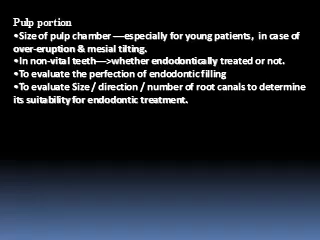 Pulp portion
•Size of pulp chamber —especially for young patients, in case of
over-eruption & mesial tilting.
•In non-vital teeth—>whether endodontically treated or not.
•To evaluate the perfection of endodontic filling
•To evaluate Size / direction / number of root canals to determine
its suitability for endodontic treatment.